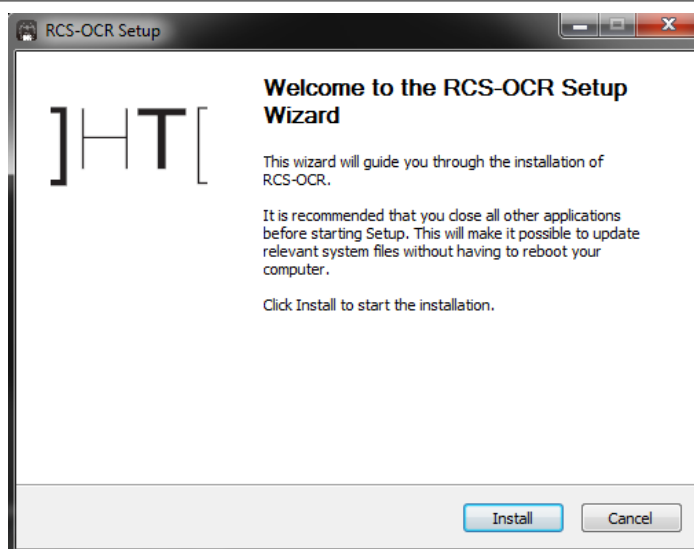 RCS-OCR Setup
]HT[
Welcome to the RCS-OCR Setup
Wizard
This wizard will guide you through the installation of
RCS-OCR.
It is recommended that you close all other applications
before starting Setup. This will make it possible to update
relevant system files without having to reboot your
computer.
Click Install to start the installation.
Install
Cancel